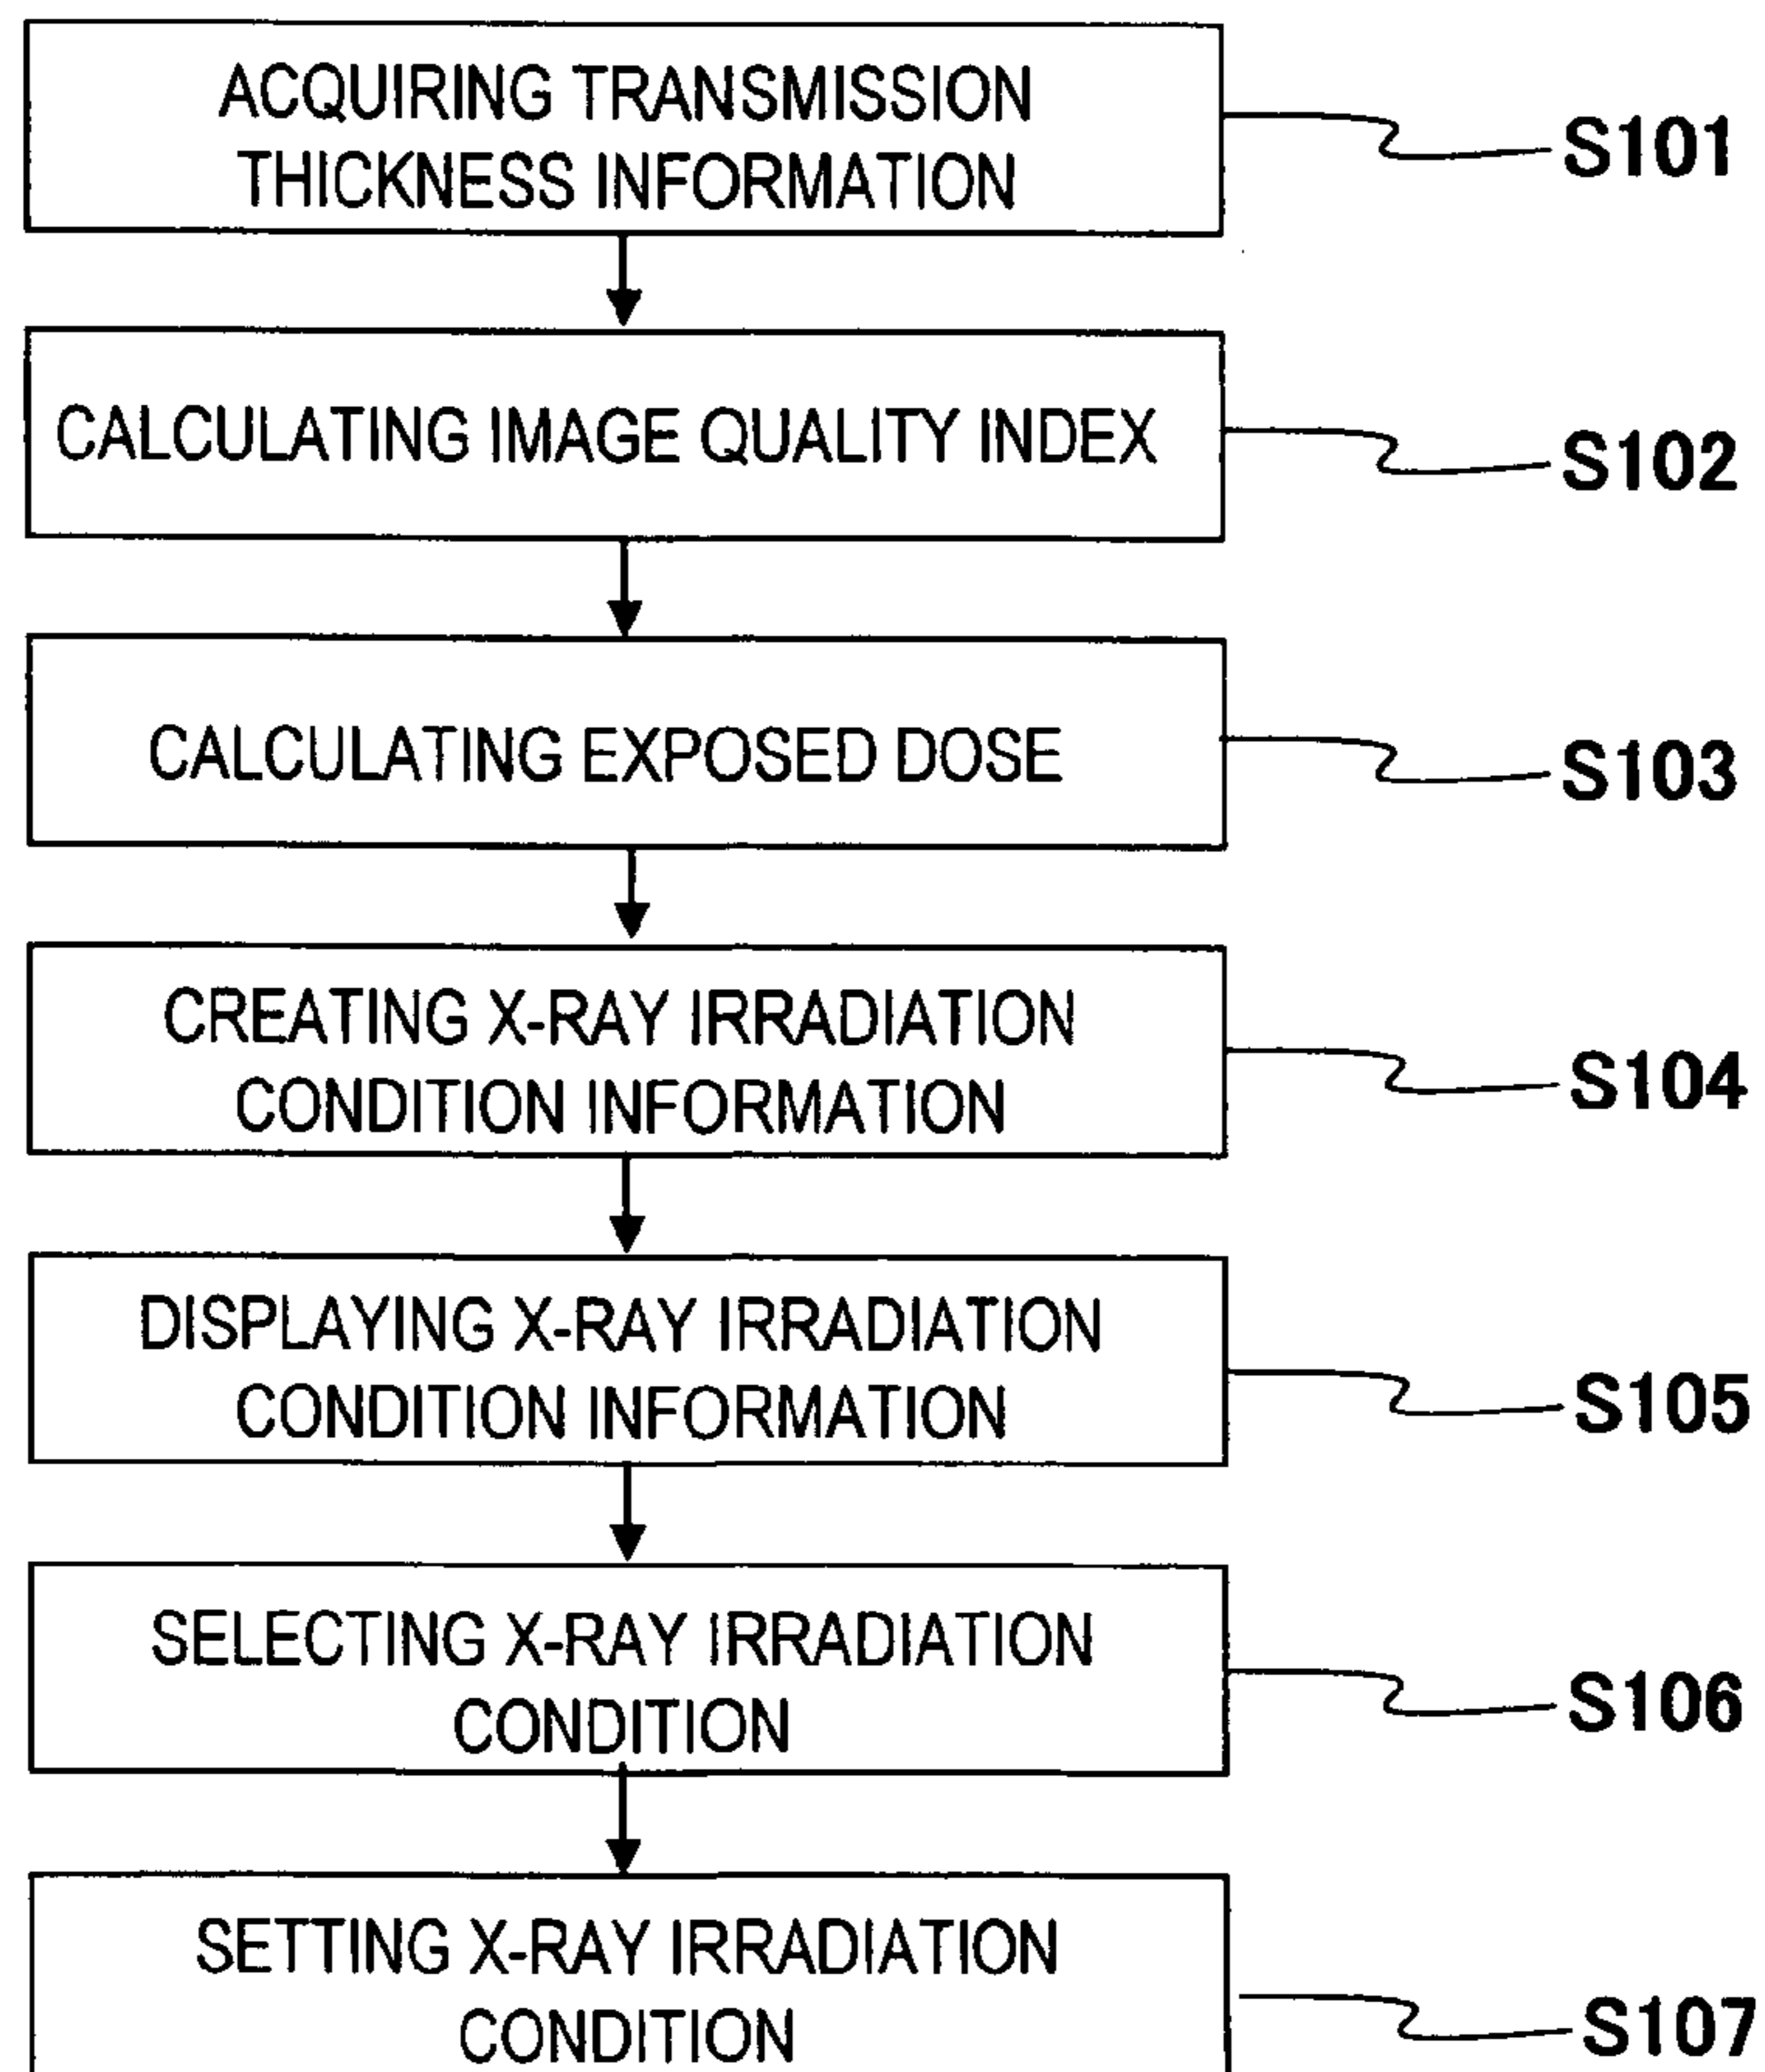 ACQUIRING TRANSMISSION
THICKNESS INFORMATION
S101
CALCULATING IMAGE QUALITY INDEX
S102
CALCULATING EXPOSED DOSE
S103
CREATING X-RAY IRRADIATION
CONDITION INFORMATION
S104
DISPLAYING X-RAY IRRADIATION
CONDITION INFORMATION
S105
SELECTING X-RAY IRRADIATION
CONDITION
S106
SETTING X-RAY IRRADIATION
CONDITION
S107